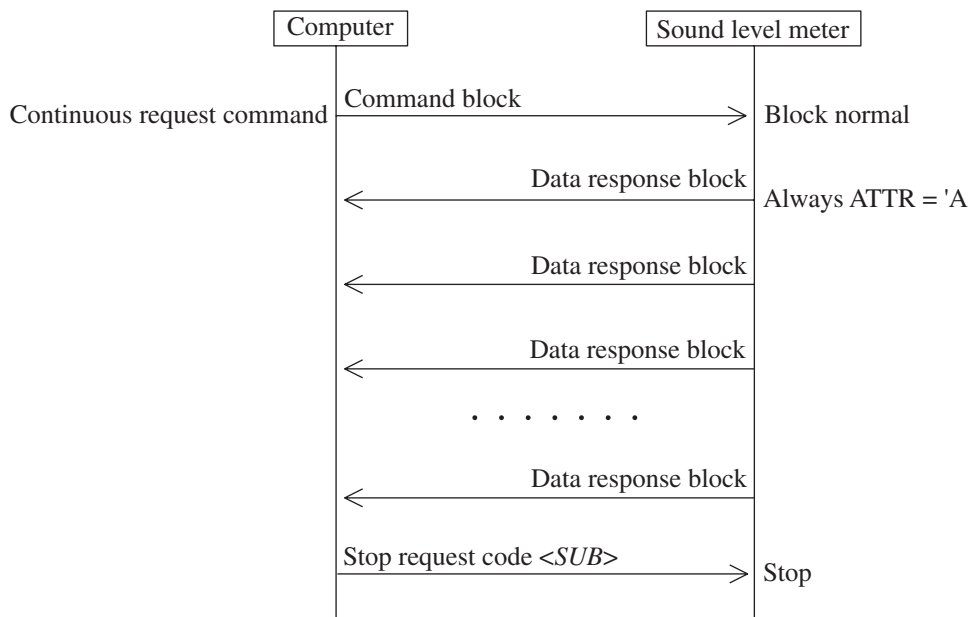 Computer
Sound level meter
Command block
Continuous request command
Block normal
Data response block
Always ATTR = 'A
Data response block
Data response block
. . . . . . .
Data response block
Stop request code <SUB>
Stop